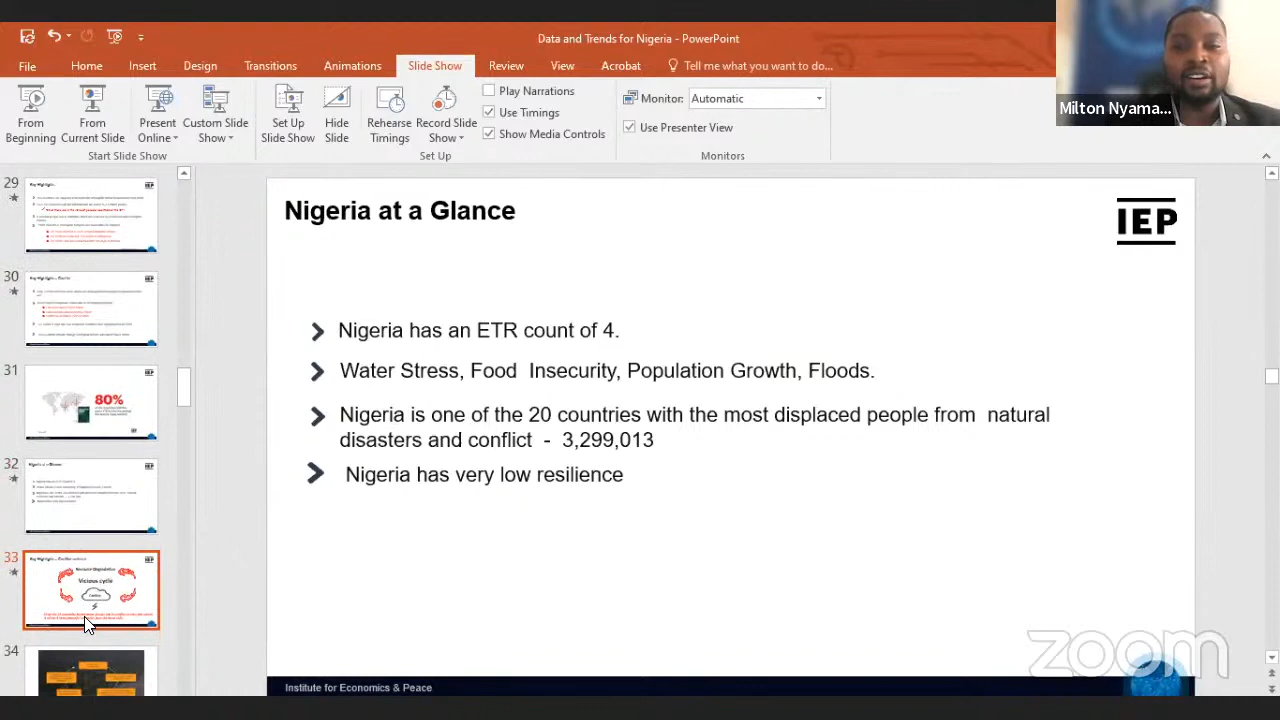 Data and Trends for Nigeria - PowerPoint
File
Home
Insert
Design
Transitions
Animations
Slide Show
Review
View
Acrobat
Tell me what you want to do...
Milton Nyama...
From Beginning
From Current Slide
Present Online
Custom Slide Show
Set Up Slide Show
Hide Slide
Rehearse Timings
Record Slide Show
Play Narrations
Use Timings
Show Media Controls
Monitor: Automatic
Use Presenter View
Start Slide Show
Set Up
Monitors
29
30
31
80%
32
33
Vicious cycle
34
Nigeria at a Glance
IEP
Nigeria has an ETR count of 4.
Water Stress, Food Insecurity, Population Growth, Floods.
Nigeria is one of the 20 countries with the most displaced people from natural
disasters and conflict - 3,299,013
Nigeria has very low resilience
Institute for Economics & Peace
zoom